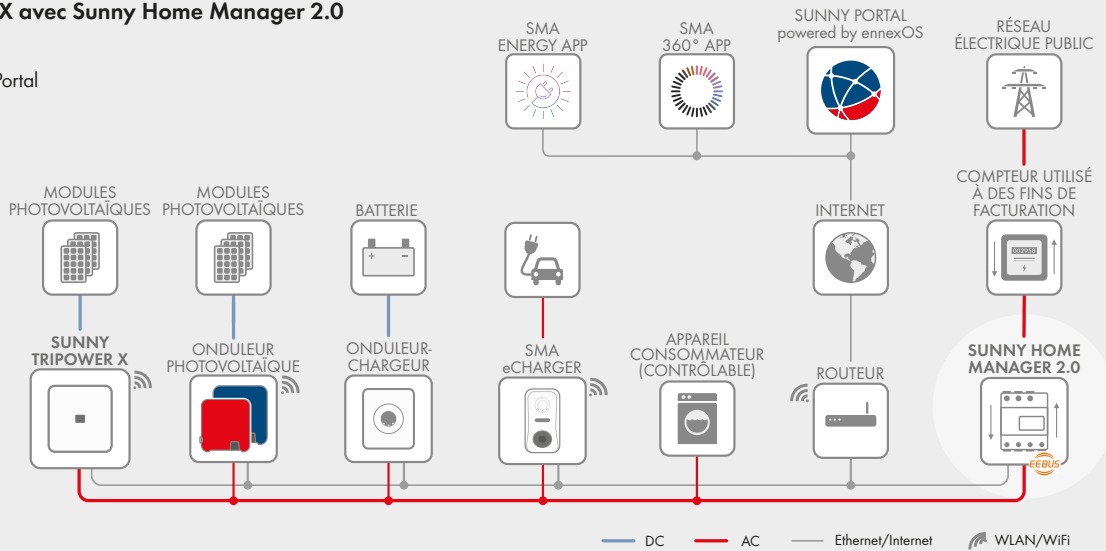 X avec Sunny Home Manager 2.0
Portal
SMA
ENERGY APP
SMA
360° APP
SUNNY PORTAL
powered by ennexOS
RÉSEAU
ÉLECTRIQUE PUBLIC
MODULES
PHOTOVOLTAÏQUES
MODULES
PHOTOVOLTAÏQUES
BATTERIE
INTERNET
COMPTEUR UTILISÉ
À DES FINS DE
FACTURATION
002938
SUNNY
TRIPOWER X
ONDULEUR
PHOTOVOLTAÏQUE
ONDULEUR-
CHARGEUR
SMA
eCHARGER
APPAREIL
CONSOMMATEUR
(CONTRÔLABLE)
ROUTEUR
SUNNY HOME
MANAGER 2.0
EEBUS
DC
AC
Ethernet/Internet
WLAN/WiFi